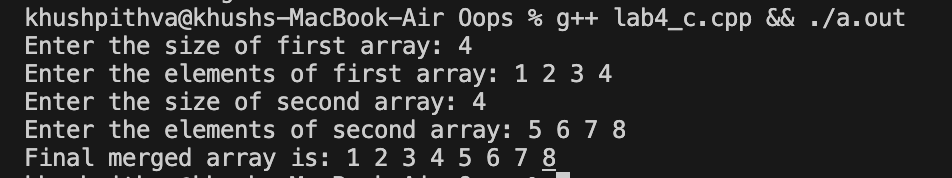 khushpithva@khushs-MacBook-Air Oops % g++ lab4_c.cpp && ./a.out
Enter the size of first array: 4
Enter the elements of first array: 1 2 3 4
Enter the size of second array: 4
Enter the elements of second array: 5 6 7 8
Final merged array is: 1 2 3 4 5 6 7 8